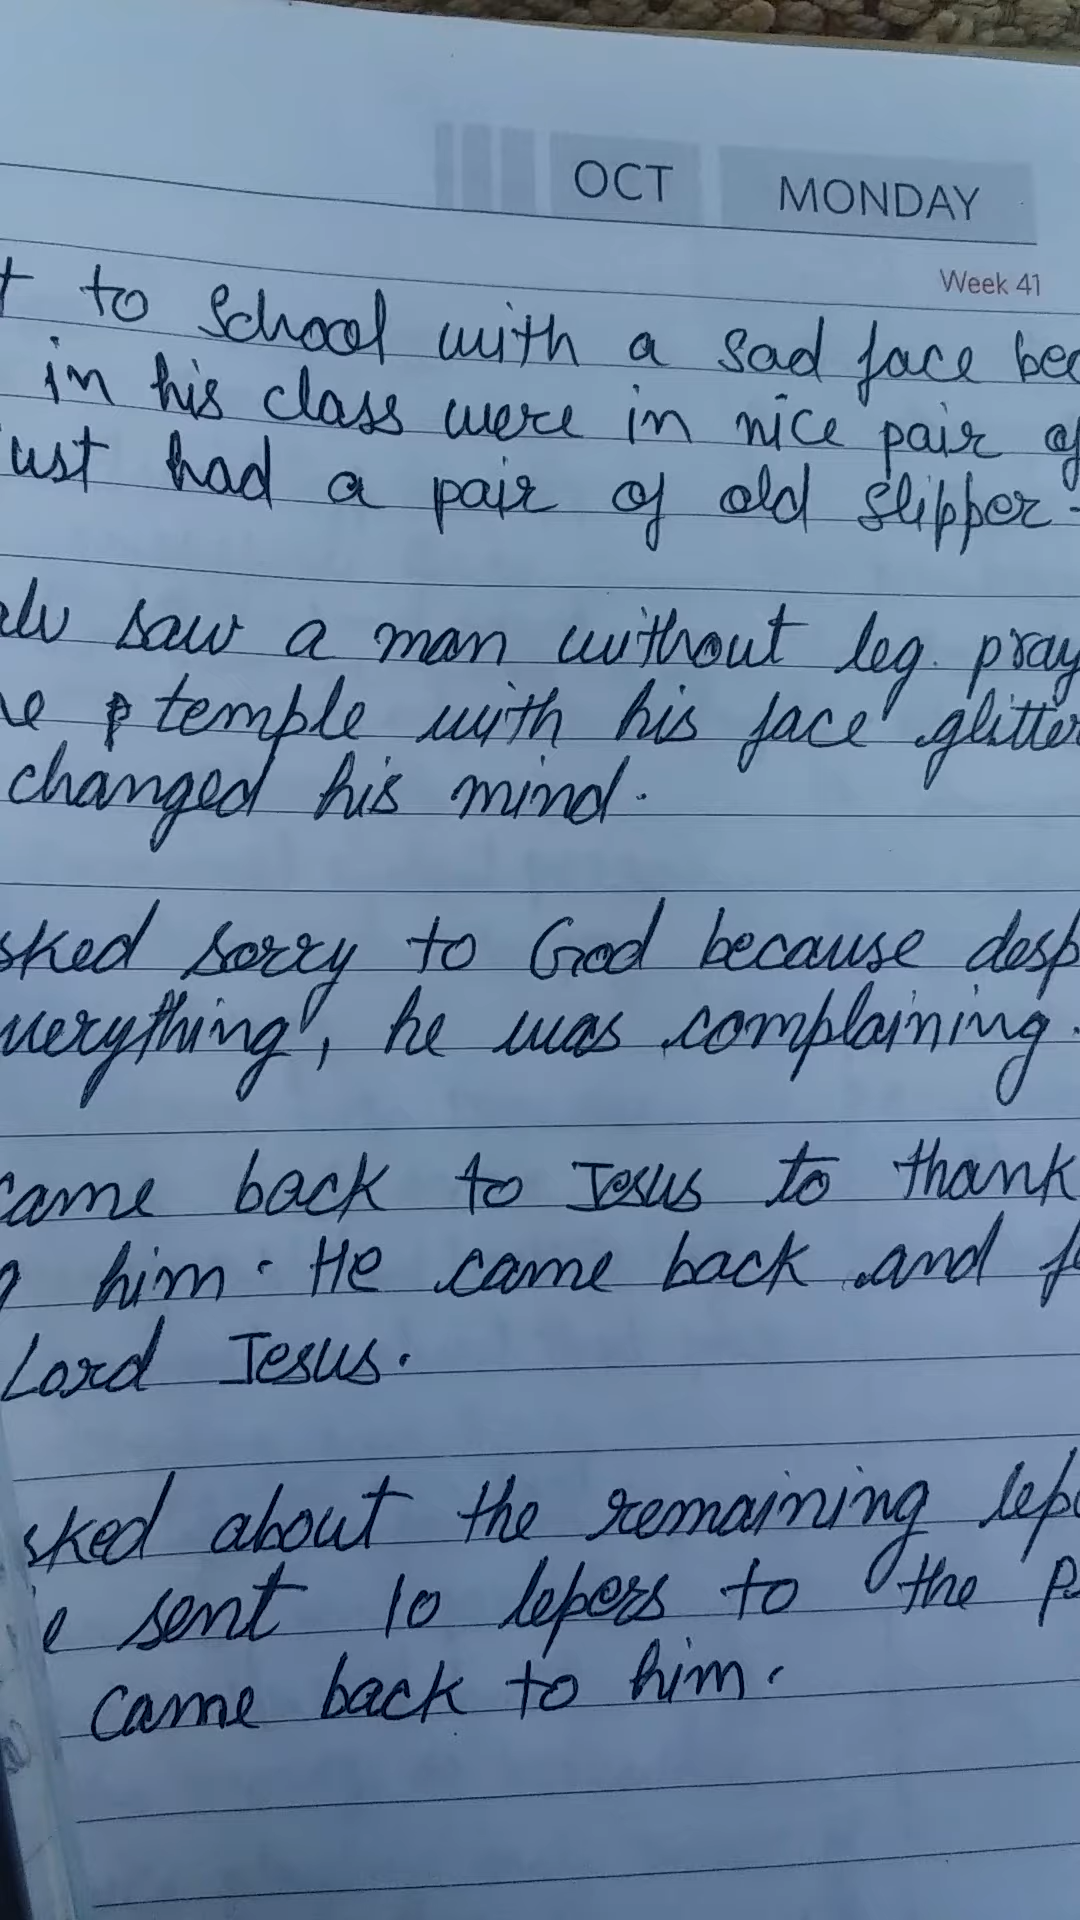 OCT MONDAY
Week 41
to School with a sad face
in his class were in nice pair of
had a pair of old slipper
saw a man without leg.
temple with his face
changed his mind.
sorry to God because
he was complaining.
came back to Jesus to thank
him. He came back and
Lord Jesus.
about the remaining
sent 10 lepers to the
came back to him.